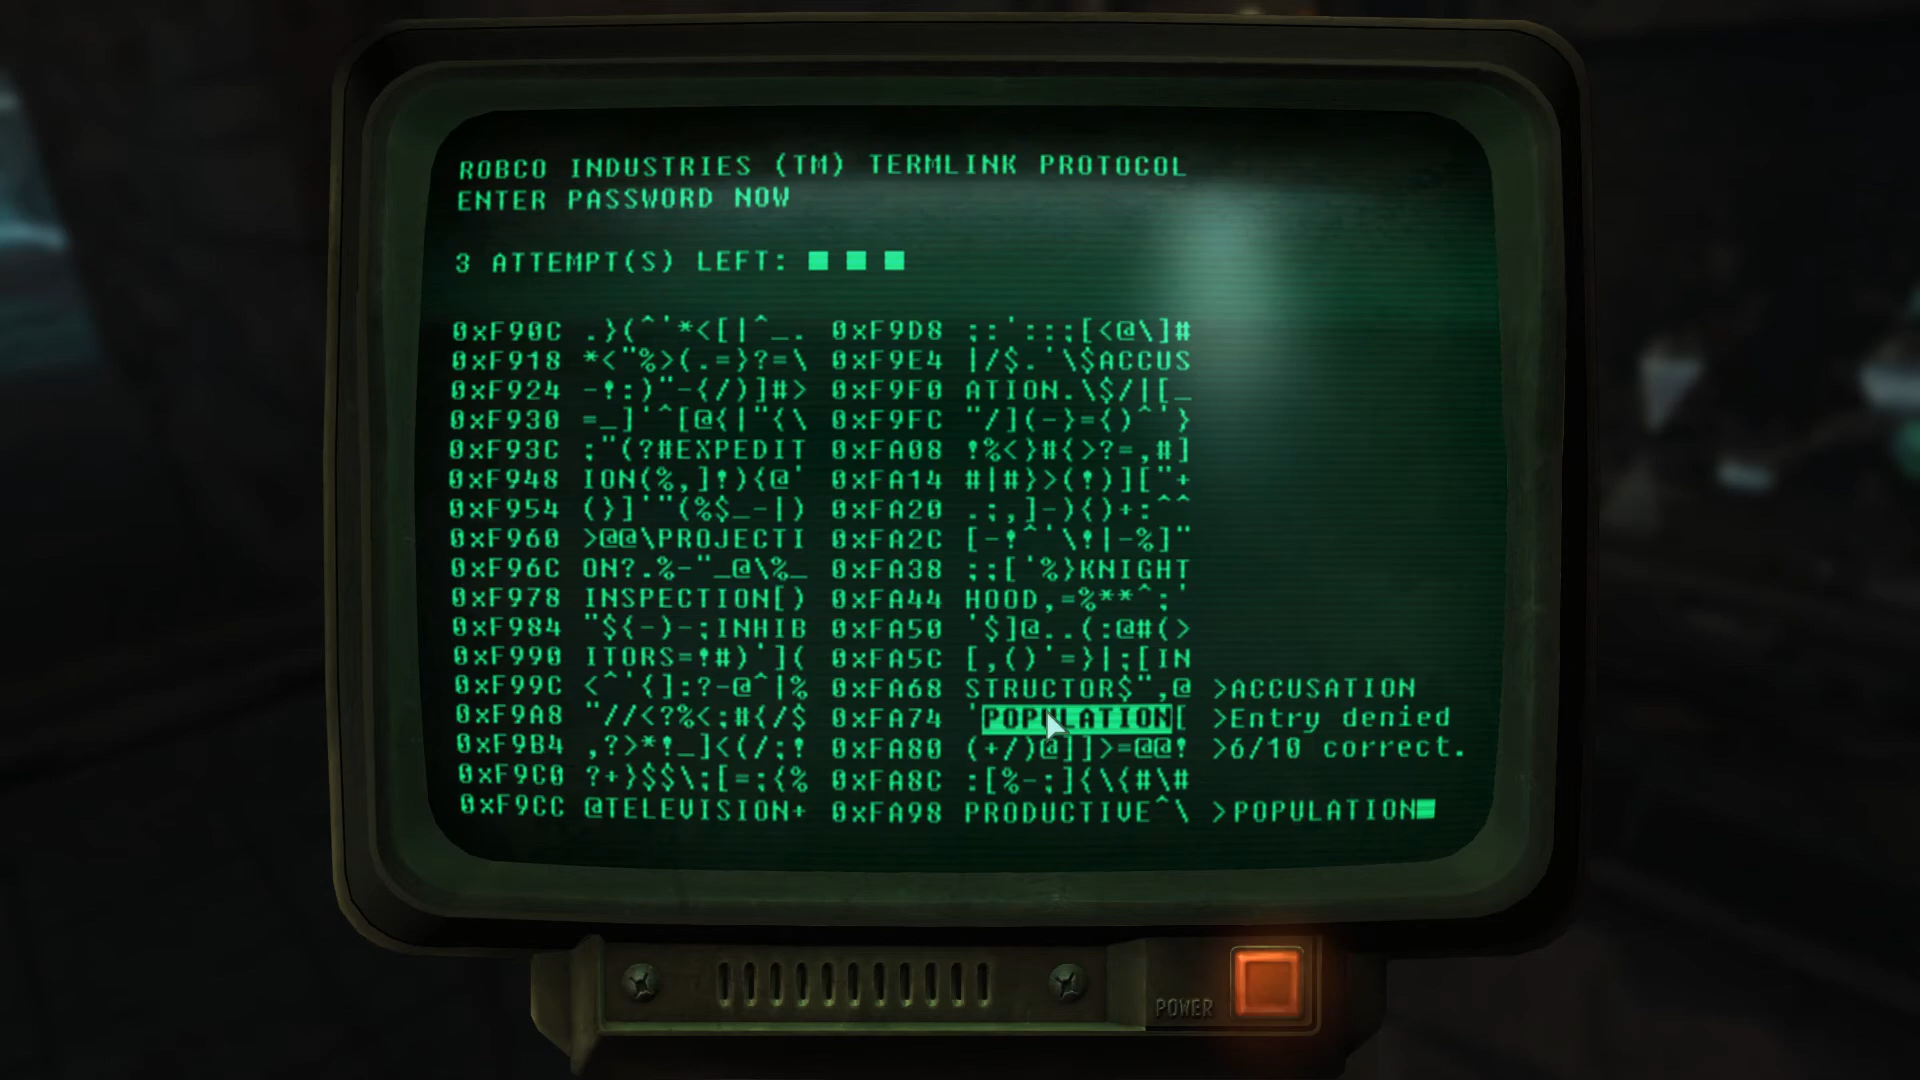 ROBCO INDUSTRIES (TM) TERMLINK PROTOCOL
ENTER PASSWORD NOW
3 ATTEMPT(S) LEFT: ■ ■ ■
0xF90C .}(^'*<[|^_. 0xF9D8 ;:'::;[<@\]#
0xF918 *<"%>(.=}?=\ 0xF9E4 |/$.'\$ACCUS
0xF924 -!:)"-{/)]#> 0xF9F0 ATION.\$/|[_
0xF930 =_]'^[@{|"{\ 0xF9FC "/](-}={)^'}
0xF93C ;"(?#EXPEDIT 0xFA08 !%<}#{>?=,#]
0xF948 ION(%,]!){@' 0xFA14 #|#}>(!)]["+
0xF954 (}]'"(%$_-|) 0xFA20 .:,]-){)+:^^
0xF960 >@@\PROJECTI 0xFA2C [-!^'\!|-%]"
0xF96C ON?.%-"_@\%_ 0xFA38 ;;['%}KNIGHT
0xF978 INSPECTION[) 0xFA44 HOOD,=%**^;'
0xF984 "${-)-;INHIB 0xFA50 '$]@..(:@#(>
0xF990 ITORS=!#)']( 0xFA5C [,()'=}|;[IN
0xF99C <^'{]:?-@^|% 0xFA68 STRUCTOR$",@ >ACCUSATION
0xF9A8 "//<?%<;#{/$ 0xFA74 'POPULATION[ >Entry denied
0xF9B4 ,?>*!_]<(/;! 0xFA80 (+/)@]]>=@@! >6/10 correct.
0xF9C0 ?+}$$\;[=;{% 0xFA8C :[%-;]{\{#\#
0xF9CC @TELEVISION+ 0xFA98 PRODUCTIVE^\ >POPULATION■
POWER